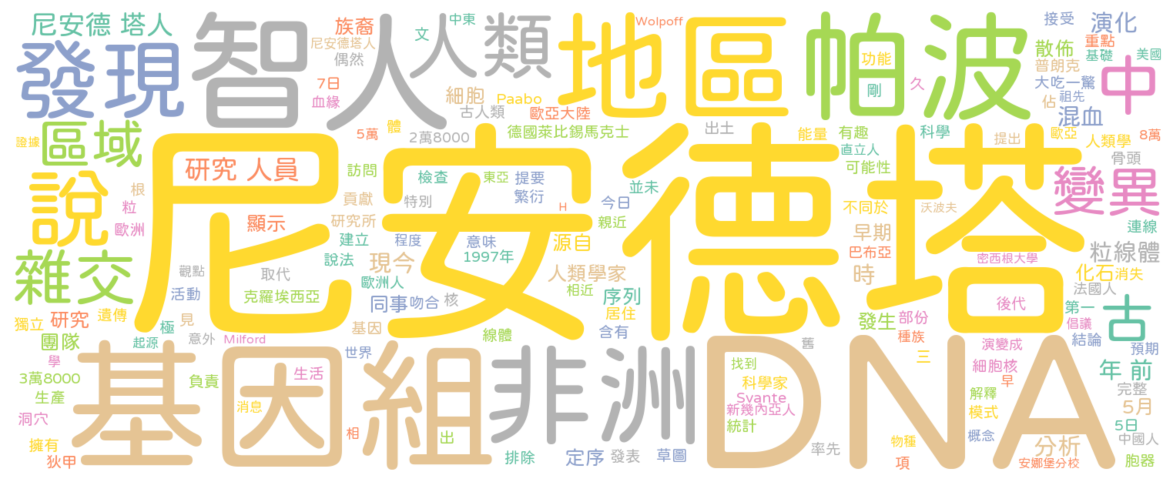 尼安德 塔人
族裔
中東
文
尼安德塔人
偶然
Wolpoff
接受
演化
重點
基礎
美國
散佈
普朗克
功能
發現
智人
人類
地區
帕波
中
7日
血緣
細胞
Paabo
古人類
歐亞大陸
剛
久
大吃一驚
佔
祖先
混血
證據
區域
5萬
體
2萬8000
德國萊比錫馬克士
出土
能量
有趣
科學
提出
歐亞
人類學
8萬
直立人
可能性
骨頭
研究 人員
尼安德塔
訪問
檢查
東亞
提要
並未
說
根
粒
歐洲
貢獻
特別
繁衍
H
今日
不同於
沃波夫
變異
顯示
研究所
親近
早期
連線
建立
程度
意味
源自
巴布亞
密西根大學
粒線體
說法
1997年
雜交
觀點
取代
現今
歐洲人
人類學家
時
化石
消失
活動
克羅埃西亞
相近
序列
法國人
同事
吻合
核
居住
後代
第一
古
獨立
研究
遺傳
見
極
基因
含有
發生
部份
倡議
團隊
起源
意外
Milford
線體
種族
結論
學
世界
舊
演變成
預期
3萬8000
負責
生活
基因組
非洲
DNA
找到
三
細胞核
年 前
生產
科學家
早
解釋
完整
洞穴
消息
Svante
新幾內亞人
模式
5月
統計
5日
擁有
相
出
概念
中國人
物種
率先
分析
狄甲
排除
定序
發表
草圖
項
安娜堡分校
胞器